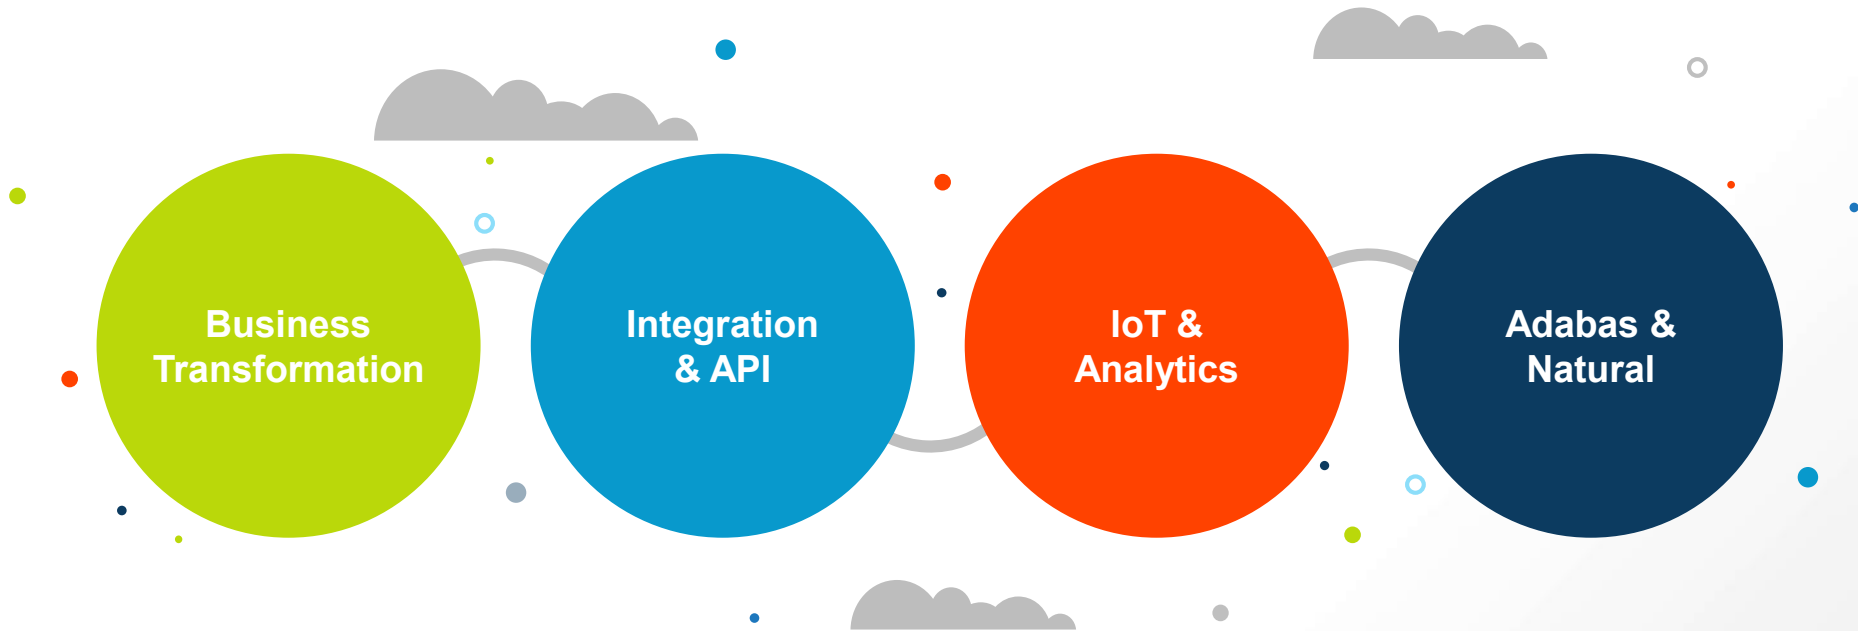 Business
Transformation
Integration
& API
IoT &
Analytics
Adabas &
Natural